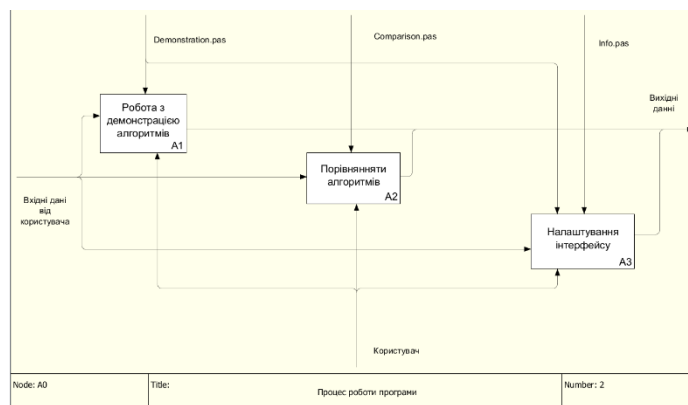 Demonstration.pas
Comparison.pas
Info.pas
Робота з
демонстрацією
алгоритмів
A1
Вихідні
данні
Порівнянняти
алгоритмів
A2
Вхідні дані
від
користувача
Налаштування
інтерфейсу
A3
Користувач
Node: A0
Title:
Процес роботи програми
Number: 2